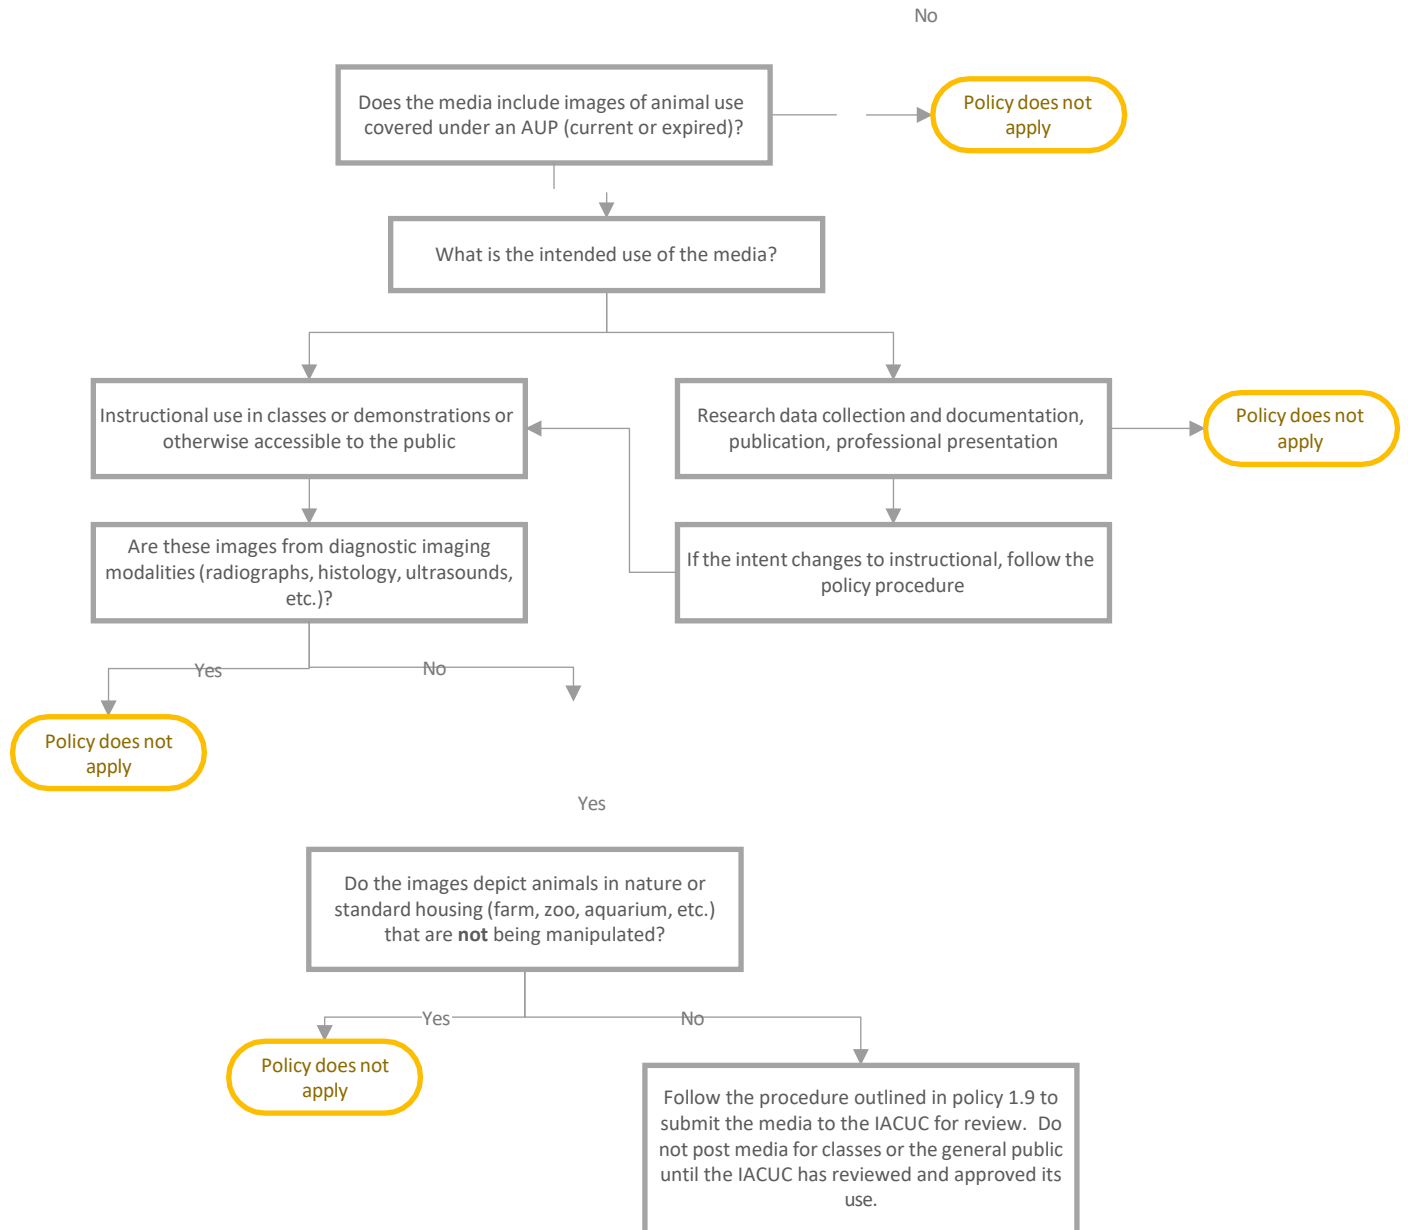 No
Does the media include images of animal use
covered under an AUP (current or expired)?
Policy does not
apply
What is the intended use of the media?
Instructional use in classes or demonstrations or
otherwise accessible to the public
Research data collection and documentation,
publication, professional presentation
Policy does not
apply
Are these images from diagnostic imaging
modalities (radiographs, histology, ultrasounds,
etc.)?
If the intent changes to instructional, follow the
policy procedure
Yes
No
Policy does not
apply
Yes
Do the images depict animals in nature or
standard housing (farm, zoo, aquarium, etc.)
that are not being manipulated?
Yes
No
Policy does not
apply
Follow the procedure outlined in policy 1.9 to
submit the media to the IACUC for review.  Do
not post media for classes or the general public
until the IACUC has reviewed and approved its
use.